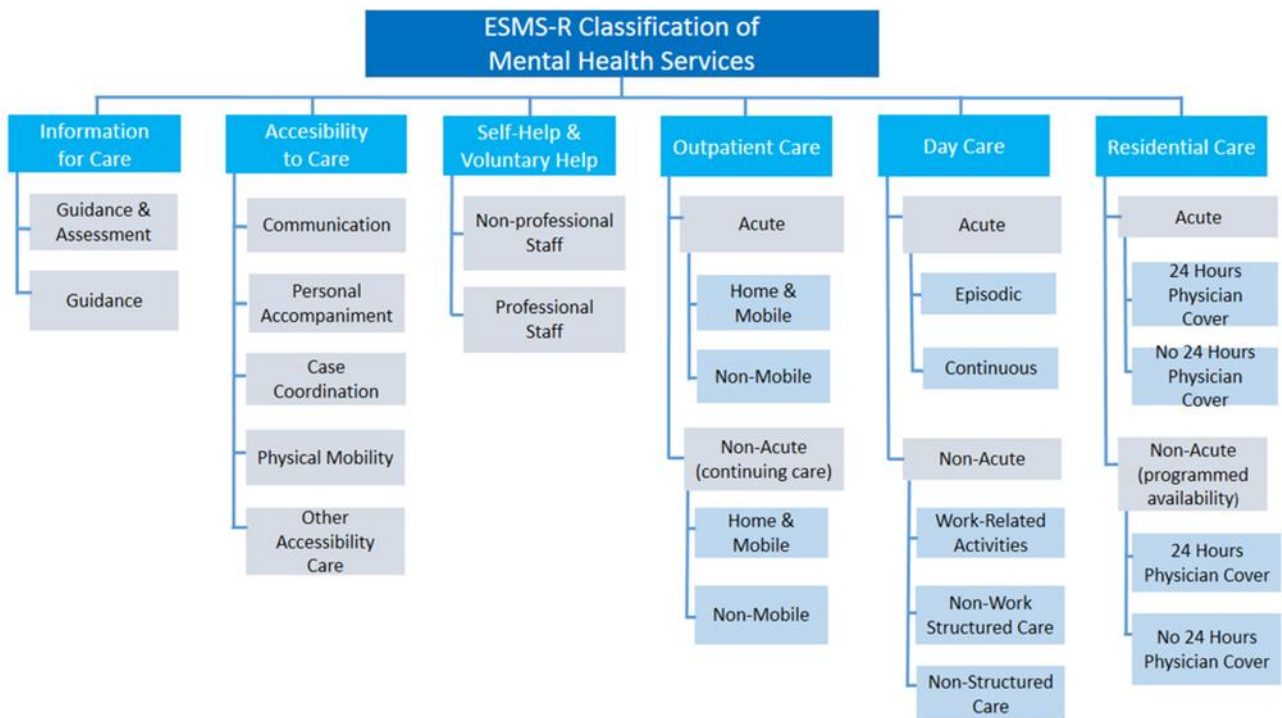 ESMS-R Classification of
Mental Health Services
Information
for Care
Guidance &
Assessment
Guidance
Accesibility
to Care
Communication
Personal
Accompaniment
Case
Coordination
Physical Mobility
Other
Accessibility
Care
Self-Help &
Voluntary Help
Non-professional
Staff
Professional
Staff
Outpatient Care
Acute
Home &
Mobile
Non-Mobile
Non-Acute
(continuing care)
Home &
Mobile
Non-Mobile
Day Care
Acute
Episodic
Continuous
Non-Acute
Work-Related
Activities
Non-Work
Structured Care
Non-Structured
Care
Residential Care
Acute
24 Hours
Physician
Cover
No 24 Hours
Physician
Cover
Non-Acute
(programmed
availability)
24 Hours
Physician Cover
No 24 Hours
Physician Cover